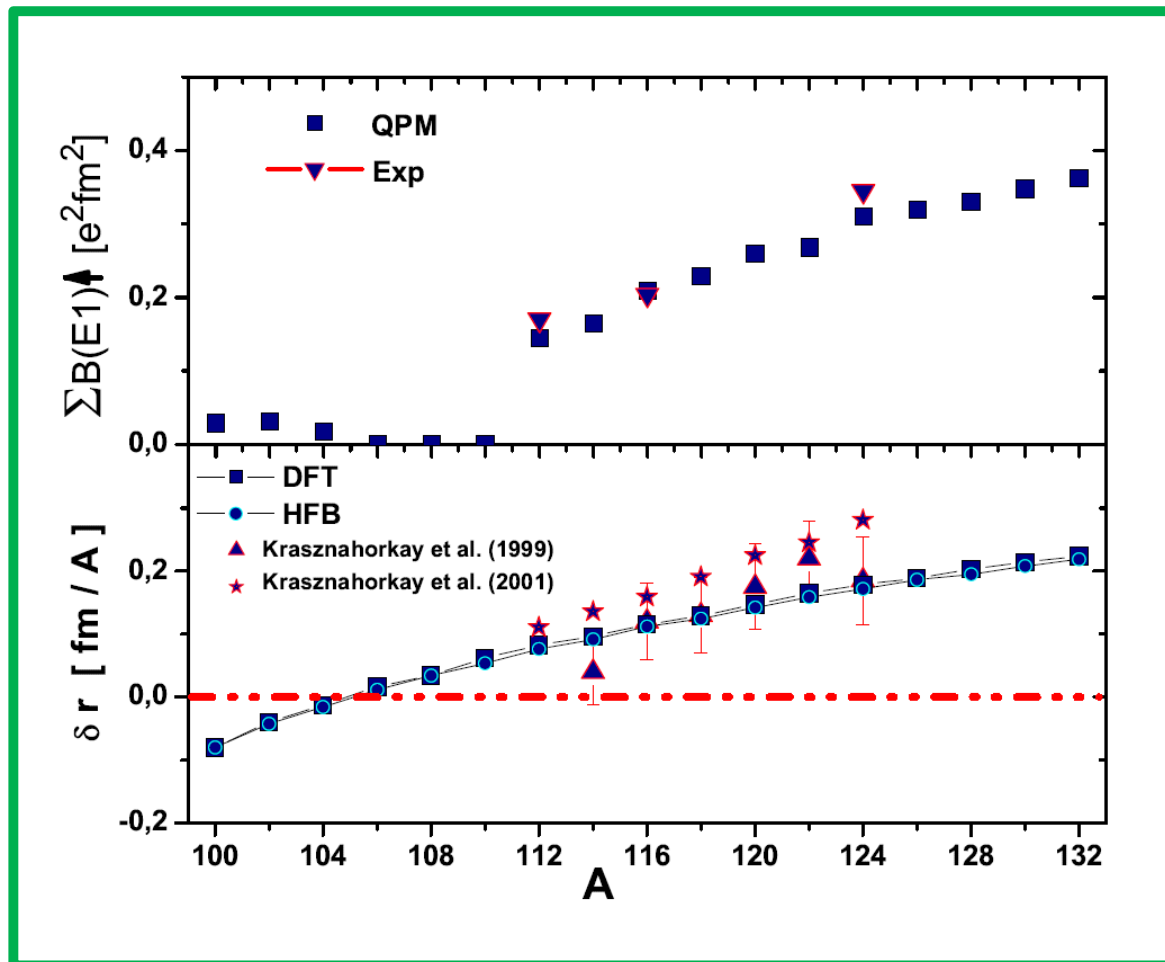 QPM
Exp
0,4
0,2
0,0
ΣB(E1)↑ [e²fm²]
DFT
HFB
Krasznahorkay et al. (1999)
Krasznahorkay et al. (2001)
0,2
0,0
-0,2
δ r [ fm / A ]
100 104 108 112 116 120 124 128 132
A